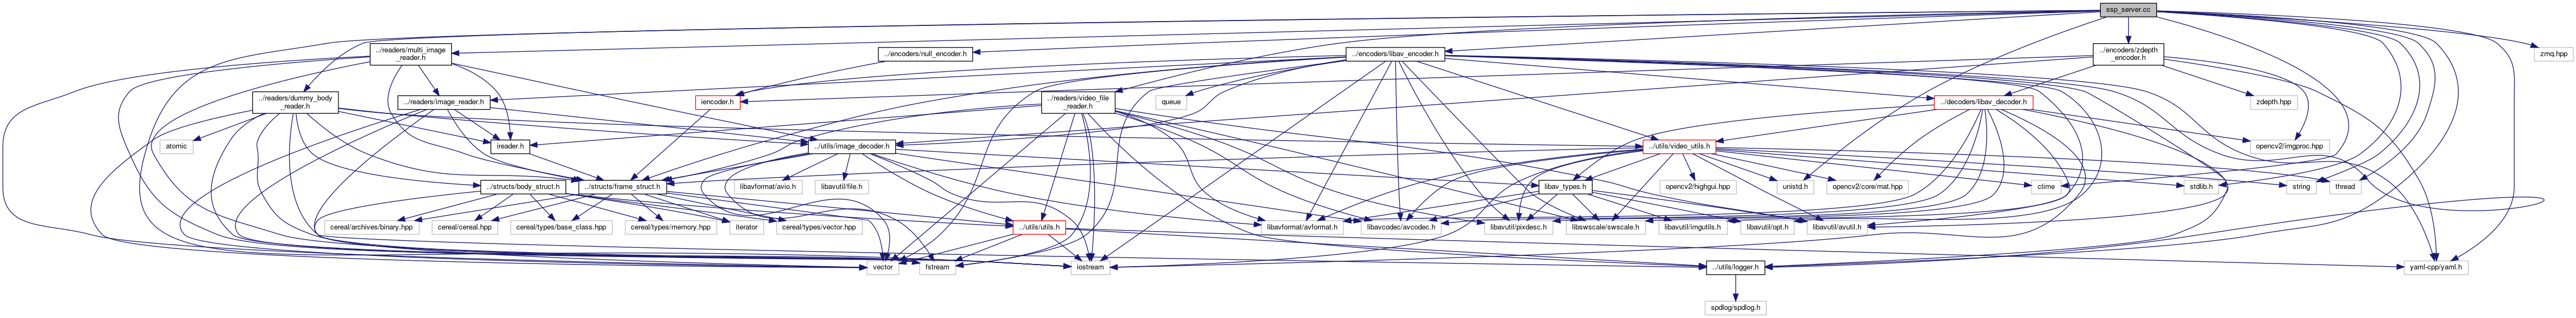 ssp_server.cc
../readers/multi_image
_reader.h
../encoders/null_encoder.h
../encoders/libav_encoder.h
../encoders/zdepth
_encoder.h
zmq.hpp
../readers/dummy_body
_reader.h
../readers/image_reader.h
iencoder.h
../readers/video_file
_reader.h
queue
../decoders/libav_decoder.h
zdepth.hpp
atomic
ireader.h
../utils/image_decoder.h
../utils/video_utils.h
opencv2/imgproc.hpp
../structs/body_struct.h
../structs/frame_struct.h
libavformat/avio.h
libavutil/file.h
libav_types.h
opencv2/highgui.hpp
unistd.h
opencv2/core/mat.hpp
ctime
stdlib.h
string
thread
cereal/archives/binary.hpp
cereal/cereal.hpp
cereal/types/base_class.hpp
cereal/types/memory.hpp
iterator
cereal/types/vector.hpp
../utils/utils.h
libavformat/avformat.h
libavcodec/avcodec.h
libavutil/pixdesc.h
libswscale/swscale.h
libavutil/imgutils.h
libavutil/opt.h
libavutil/avutil.h
vector
fstream
iostream
../utils/logger.h
yaml-cpp/yaml.h
spdlog/spdlog.h